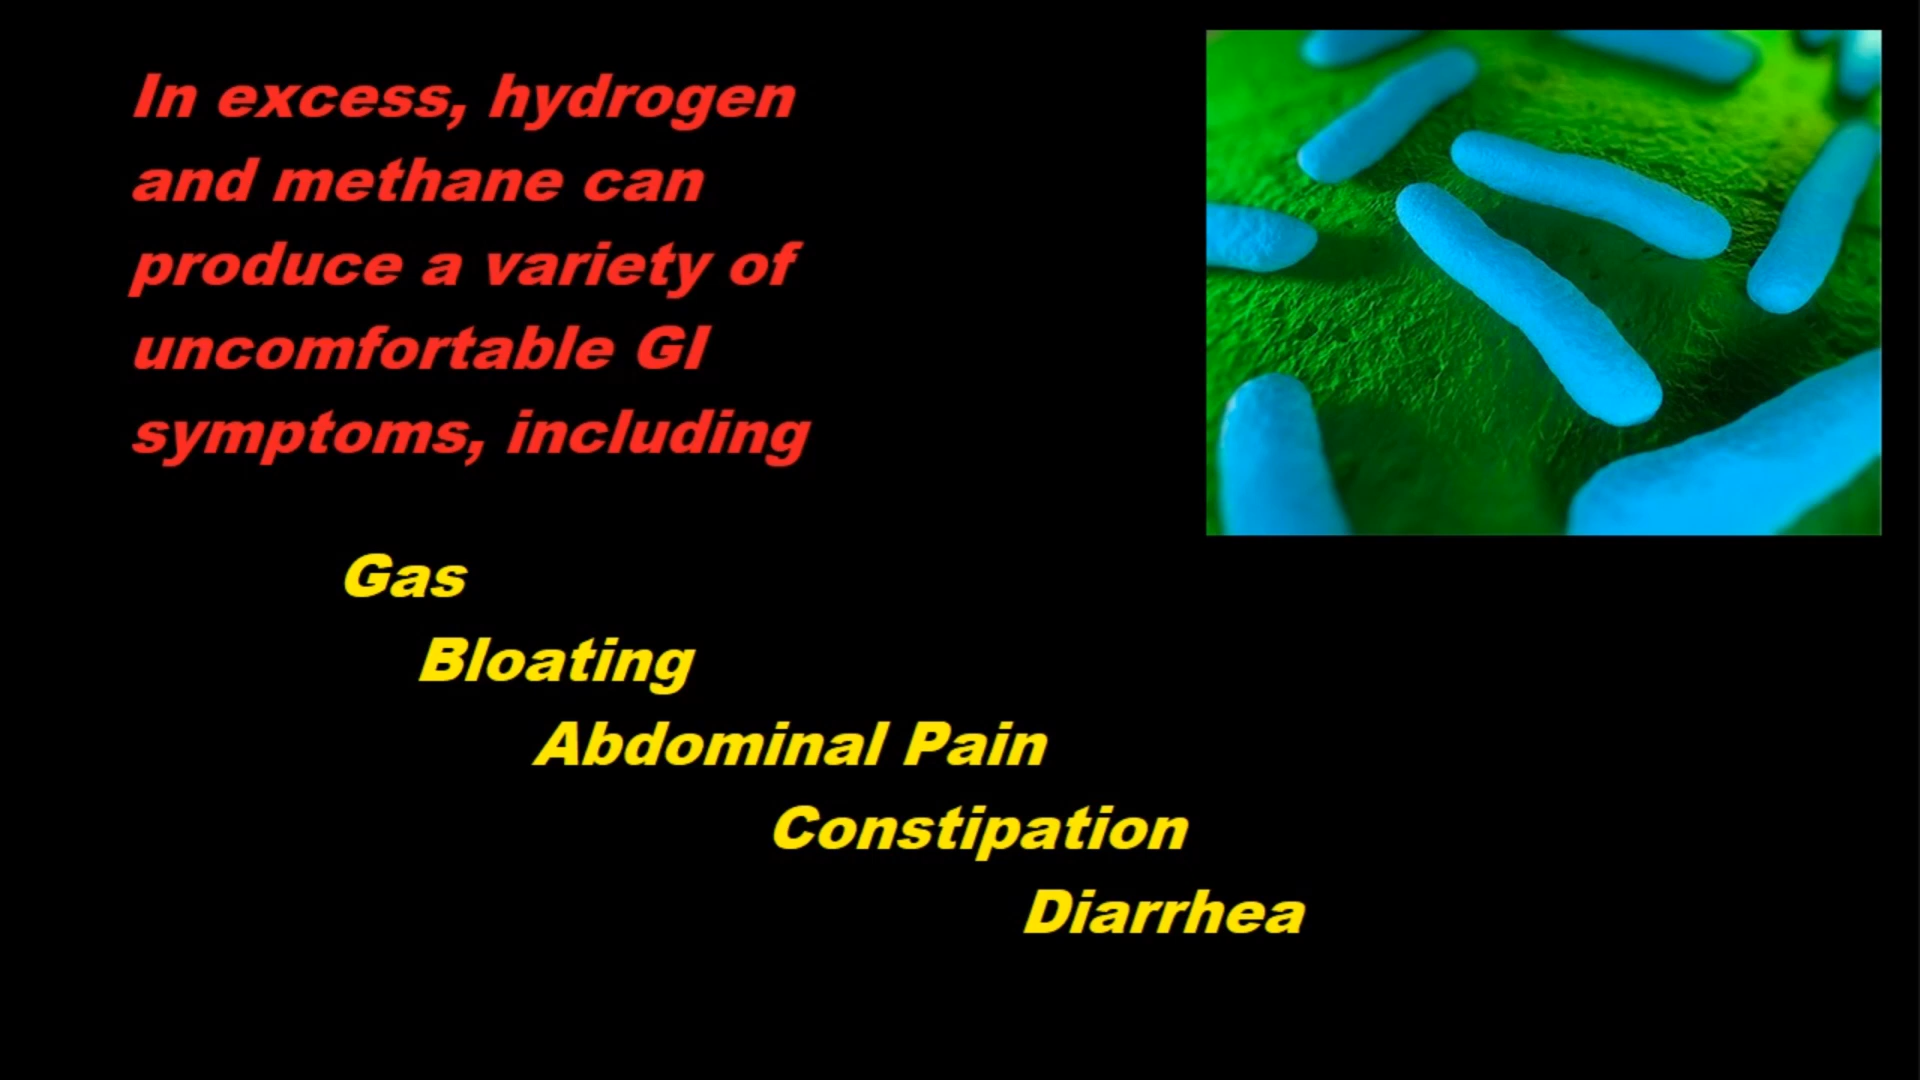 In excess, hydrogen
and methane can
produce a variety of
uncomfortable GI
symptoms, including
Gas
Bloating
Abdominal Pain
Constipation
Diarrhea